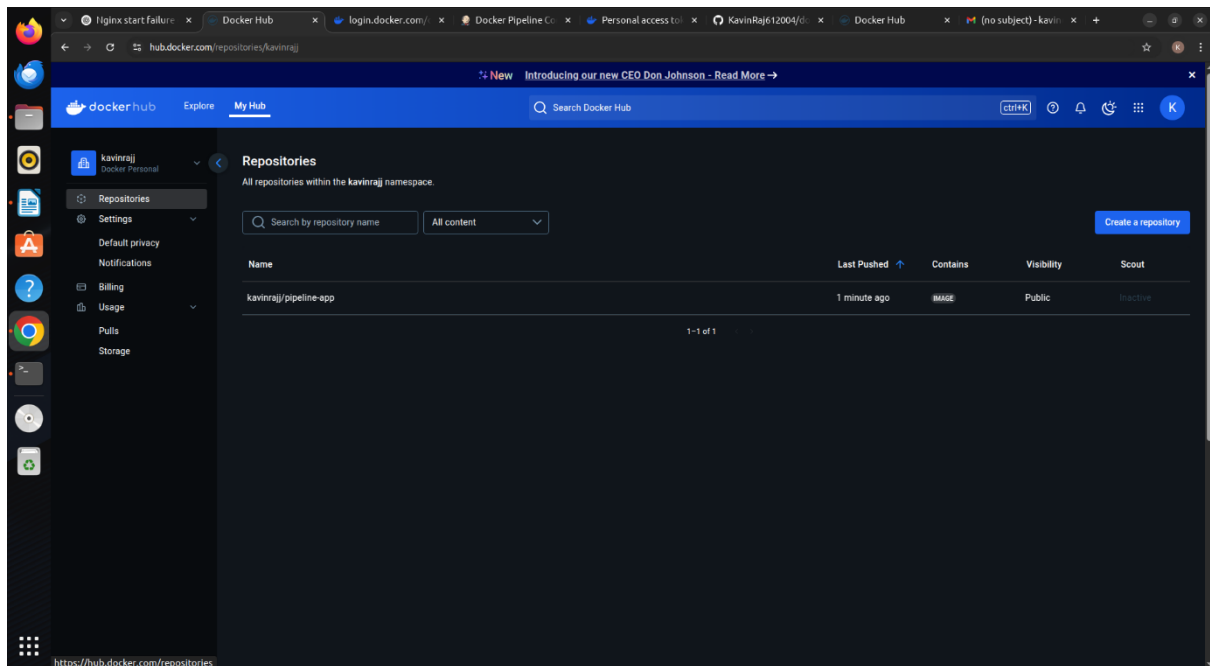 Nginx start failure
Docker Hub
login.docker.com/
Docker Pipeline Co
Personal access to
KavinRaj612004/do
Docker Hub
(no subject) - kavin
hub.docker.com/repositories/kavinrajj
K
New Introducing our new CEO Don Johnson - Read More →
dockerhub Explore My Hub Search Docker Hub ctrl+K K
kavinrajj
Docker Personal
Repositories
Settings
Default privacy
Notifications
Billing
Usage
Pulls
Storage
Repositories
All repositories within the kavinrajj namespace.
Search by repository name All content Create a repository
Name Last Pushed ↑ Contains Visibility Scout
kavinrajj/pipeline-app 1 minute ago IMAGE Public Inactive
1–1 of 1
https://hub.docker.com/repositories